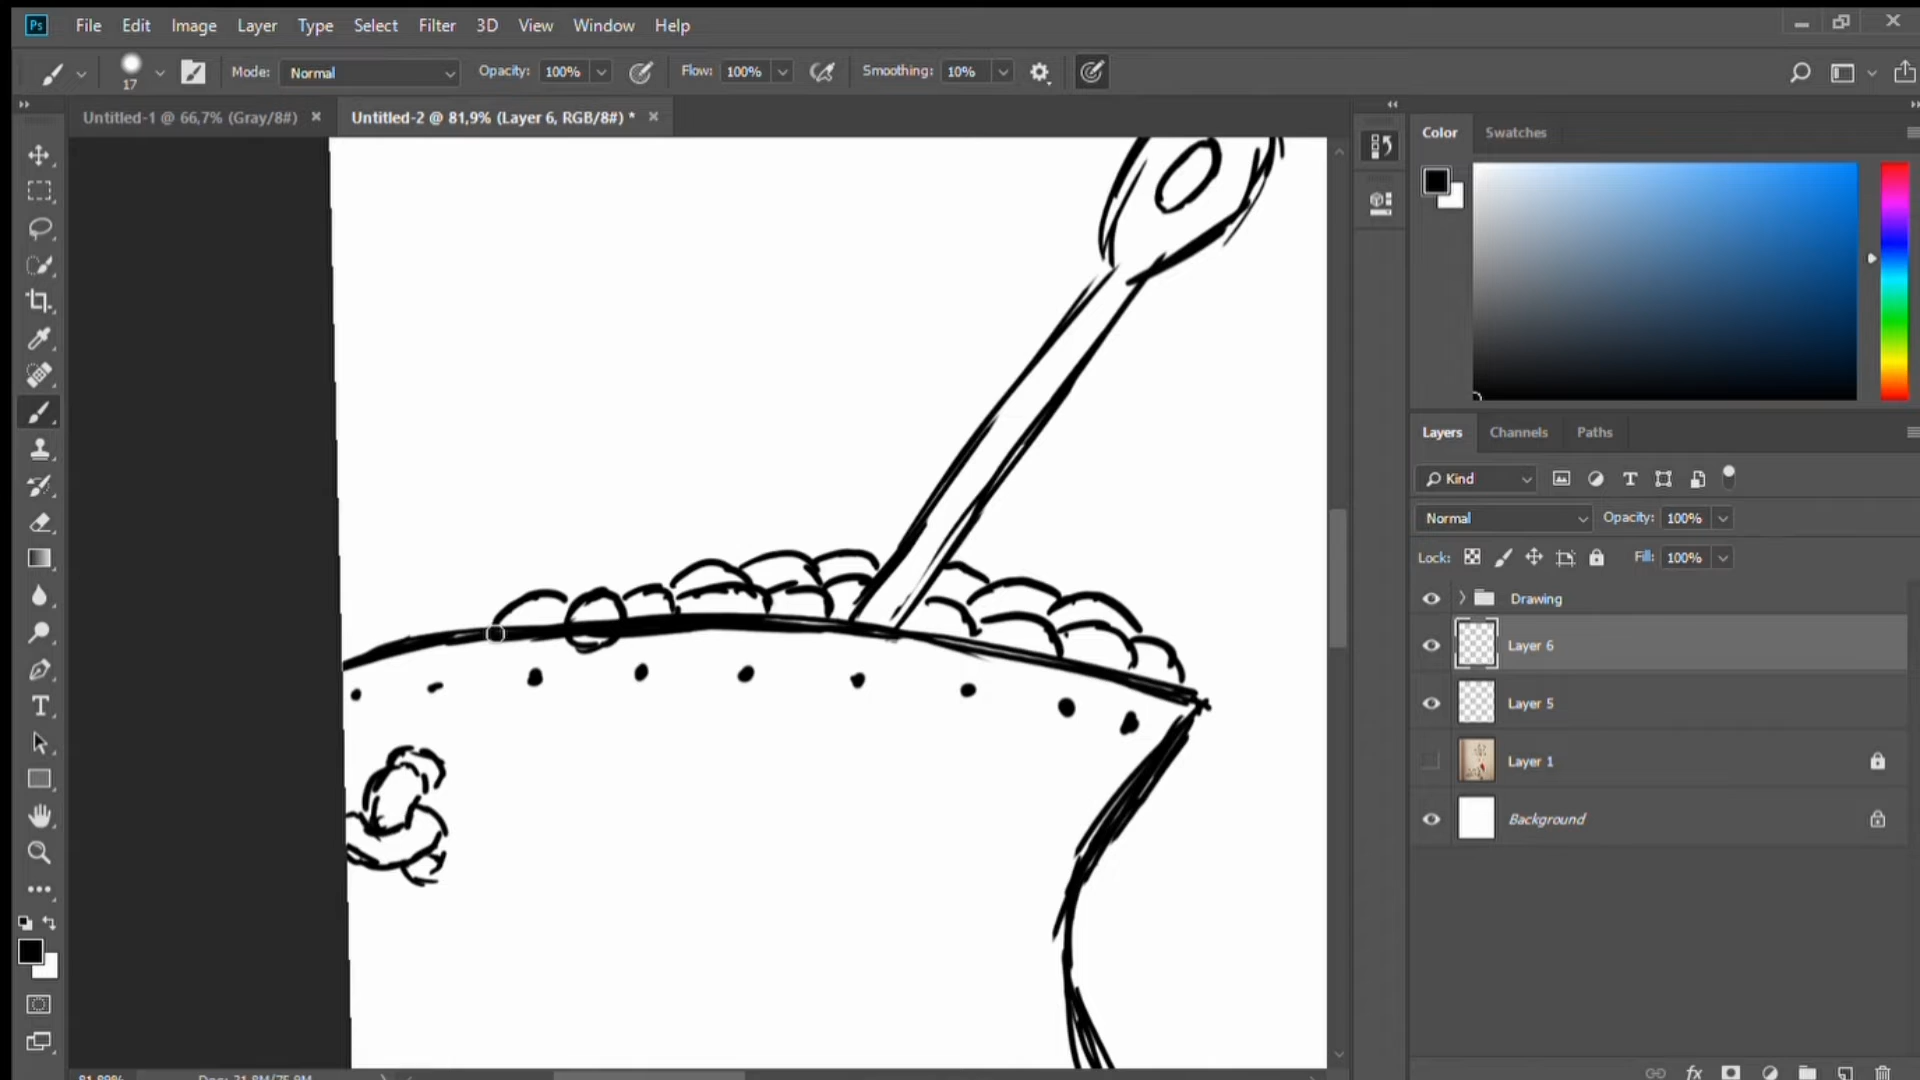 Ps File Edit Image Layer Type Select Filter 3D View Window Help
17 Mode: Normal Opacity: 100% Flow: 100% Smoothing: 10%
Untitled-1 @ 66,7% (Gray/8#) Untitled-2 @ 81,9% (Layer 6, RGB/8#) *
Color Swatches
Layers Channels Paths
Kind
Normal Opacity: 100%
Lock: Fill: 100%
Drawing
Layer 6
Layer 5
Layer 1
Background
fx